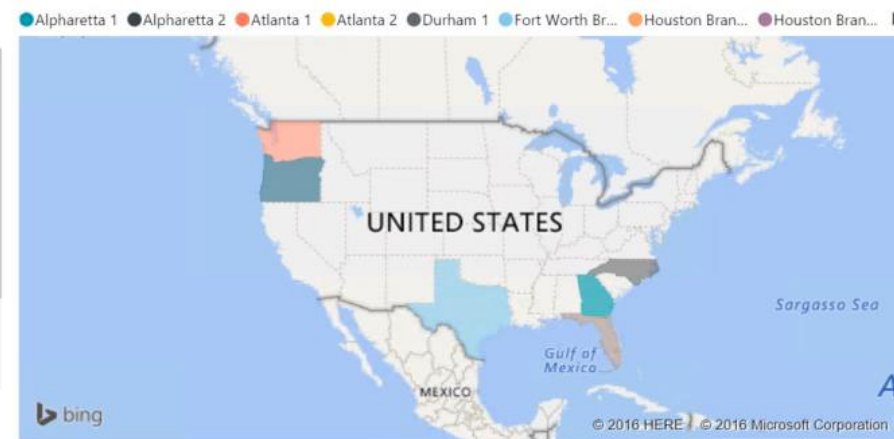 Alpharetta 1 Alpharetta 2 Atlanta 1 Atlanta 2 Durham 1 Fort Worth Br... Houston Bran... Houston Bran...
UNITED STATES
Sargasso Sea
Gulf of
Mexico
MEXICO
A
bing
© 2016 HERE © 2016 Microsoft Corporation